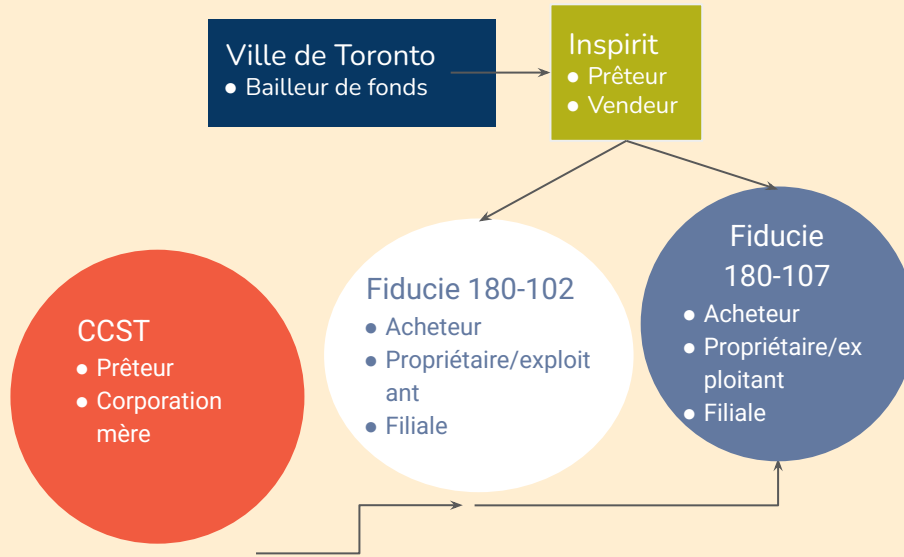 Ville de Toronto
● Bailleur de fonds
Inspirit
● Prêteur
● Vendeur
Fiducie
180-107
● Acheteur
● Propriétaire/ex
ploitant
● Filiale
Fiducie 180-102
● Acheteur
● Propriétaire/exploit
ant
● Filiale
CCST
● Prêteur
● Corporation
mère